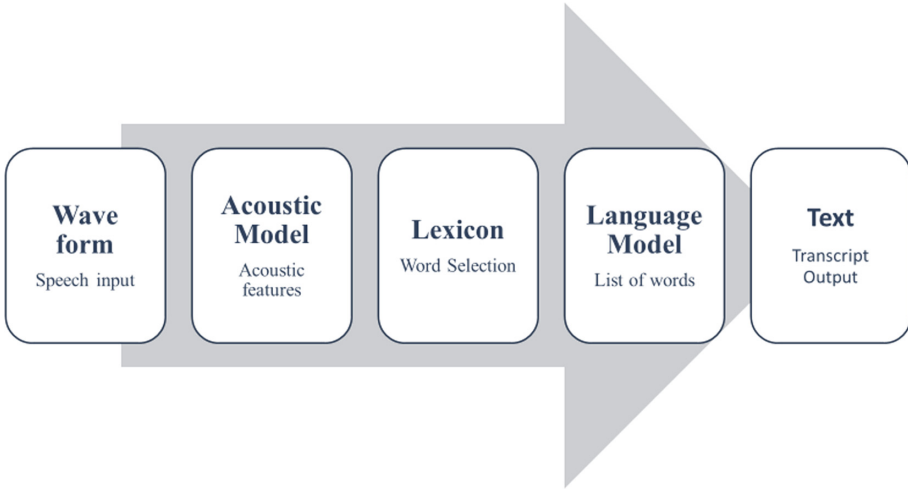 Wave
form
Speech input
Acoustic
Model
Acoustic
features
Lexicon
Word Selection
Language
Model
List of words
Text
Transcript
Output